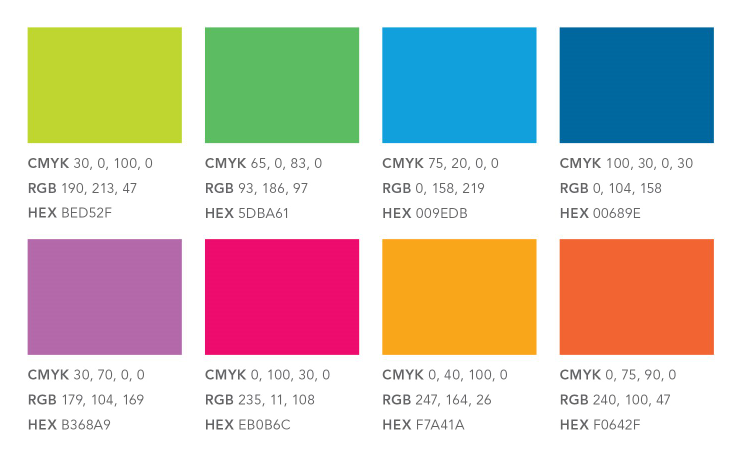 CMYK 30, 0, 100, 0
RGB 190, 213, 47
HEX BED52F
CMYK 65, 0, 83, 0
RGB 93, 186, 97
HEX 5DBA61
CMYK 75, 20, 0, 0
RGB 0, 158, 219
HEX 009EDB
CMYK 100, 30, 0, 30
RGB 0, 104, 158
HEX 00689E
CMYK 30, 70, 0, 0
RGB 179, 104, 169
HEX B368A9
CMYK 0, 100, 30, 0
RGB 235, 11, 108
HEX EB0B6C
CMYK 0, 40, 100, 0
RGB 247, 164, 26
HEX F7A41A
CMYK 0, 75, 90, 0
RGB 240, 100, 47
HEX F0642F